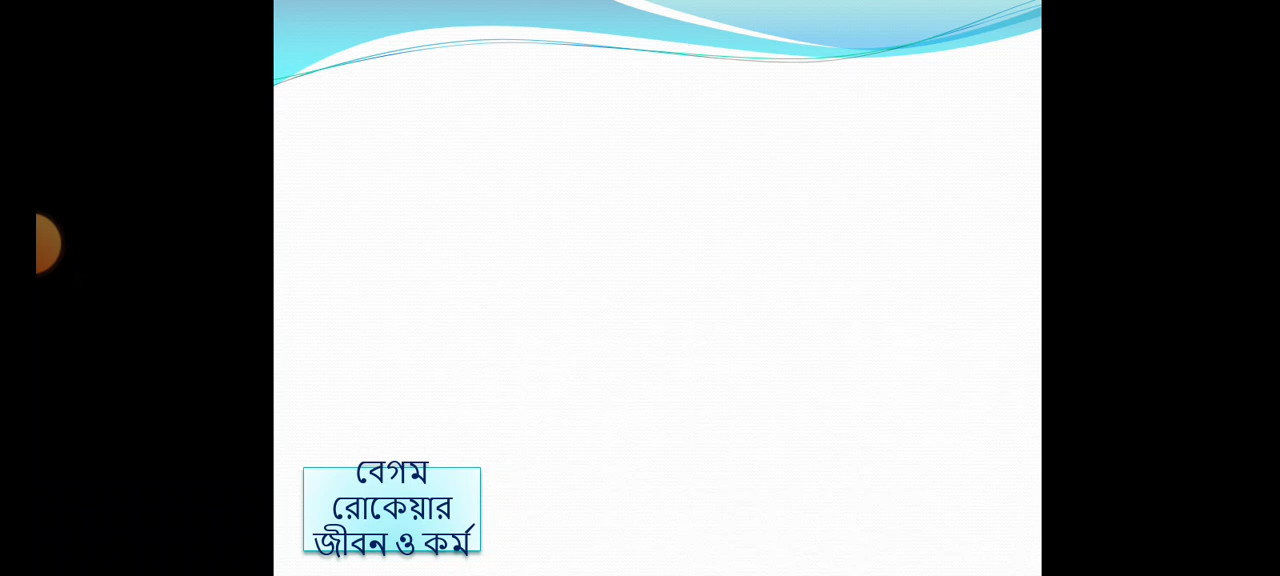 বেগম
রোকেয়ার
জীবন ও কর্ম